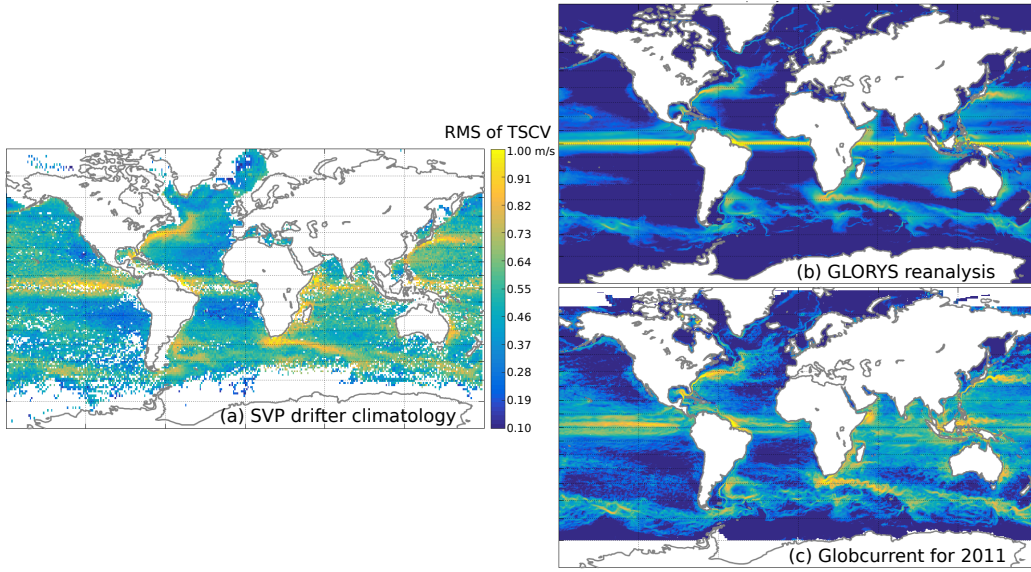 RMS of TSCV
1.00 m/s
0.91
0.82
0.73
0.64
0.55
0.46
0.37
0.28
0.19
0.10
(a) SVP drifter climatology
(b) GLORYS reanalysis
(c) Globcurrent for 2011